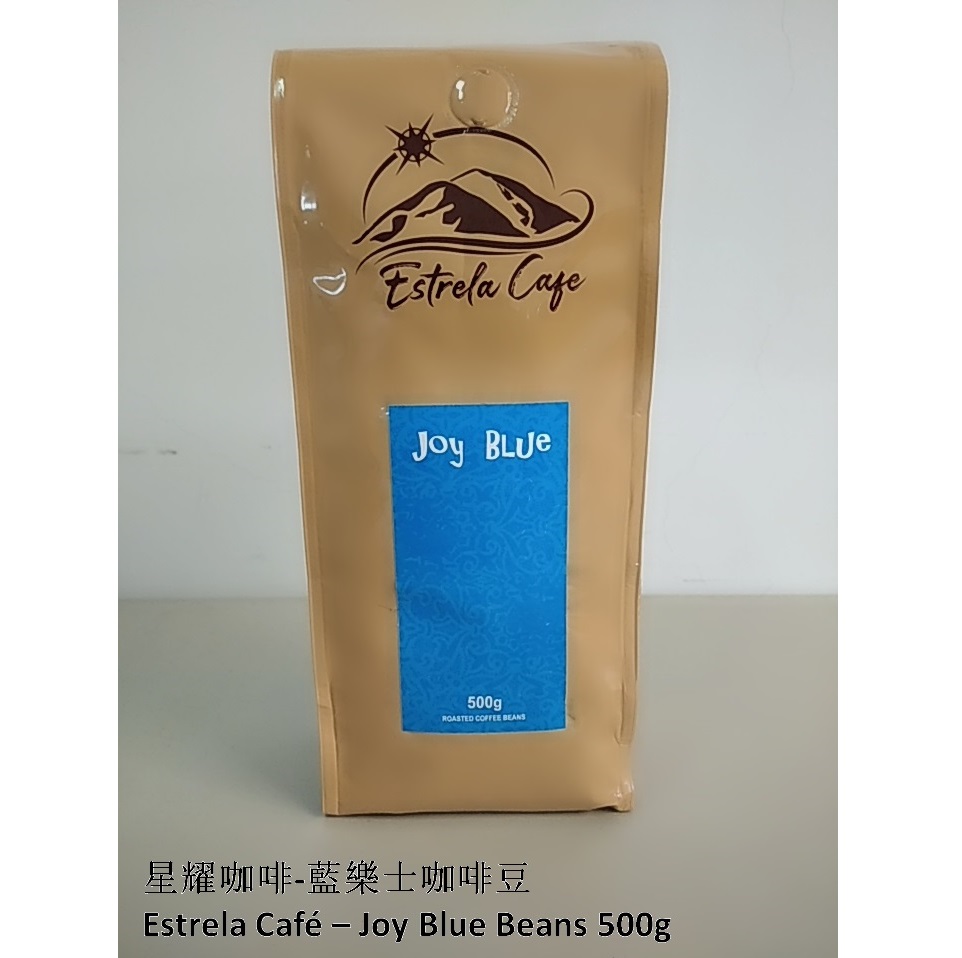 Estrela Cafe
Joy BLUe
500g
ROASTED COFFEE BEANS
星耀咖啡-藍樂士咖啡豆
Estrela Café – Joy Blue Beans 500g